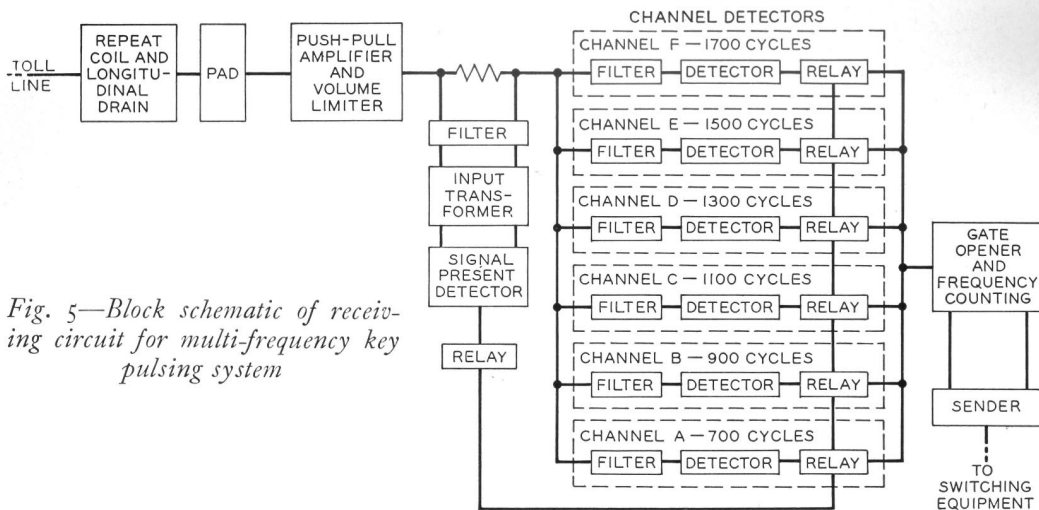 TOLL
LINE
REPEAT
COIL AND
LONGITU-
DINAL
DRAIN
PAD
PUSH-PULL
AMPLIFIER
AND
VOLUME
LIMITER
FILTER
INPUT
TRANS-
FORMER
SIGNAL
PRESENT
DETECTOR
RELAY
CHANNEL DETECTORS
CHANNEL F — 1700 CYCLES
FILTER DETECTOR RELAY
CHANNEL E — 1500 CYCLES
FILTER DETECTOR RELAY
CHANNEL D — 1300 CYCLES
FILTER DETECTOR RELAY
CHANNEL C — 1100 CYCLES
FILTER DETECTOR RELAY
CHANNEL B — 900 CYCLES
FILTER DETECTOR RELAY
CHANNEL A — 700 CYCLES
FILTER DETECTOR RELAY
GATE
OPENER
AND
FREQUENCY
COUNTING
SENDER
TO
SWITCHING
EQUIPMENT
Fig. 5—Block schematic of receiv-
ing circuit for multi-frequency key
pulsing system